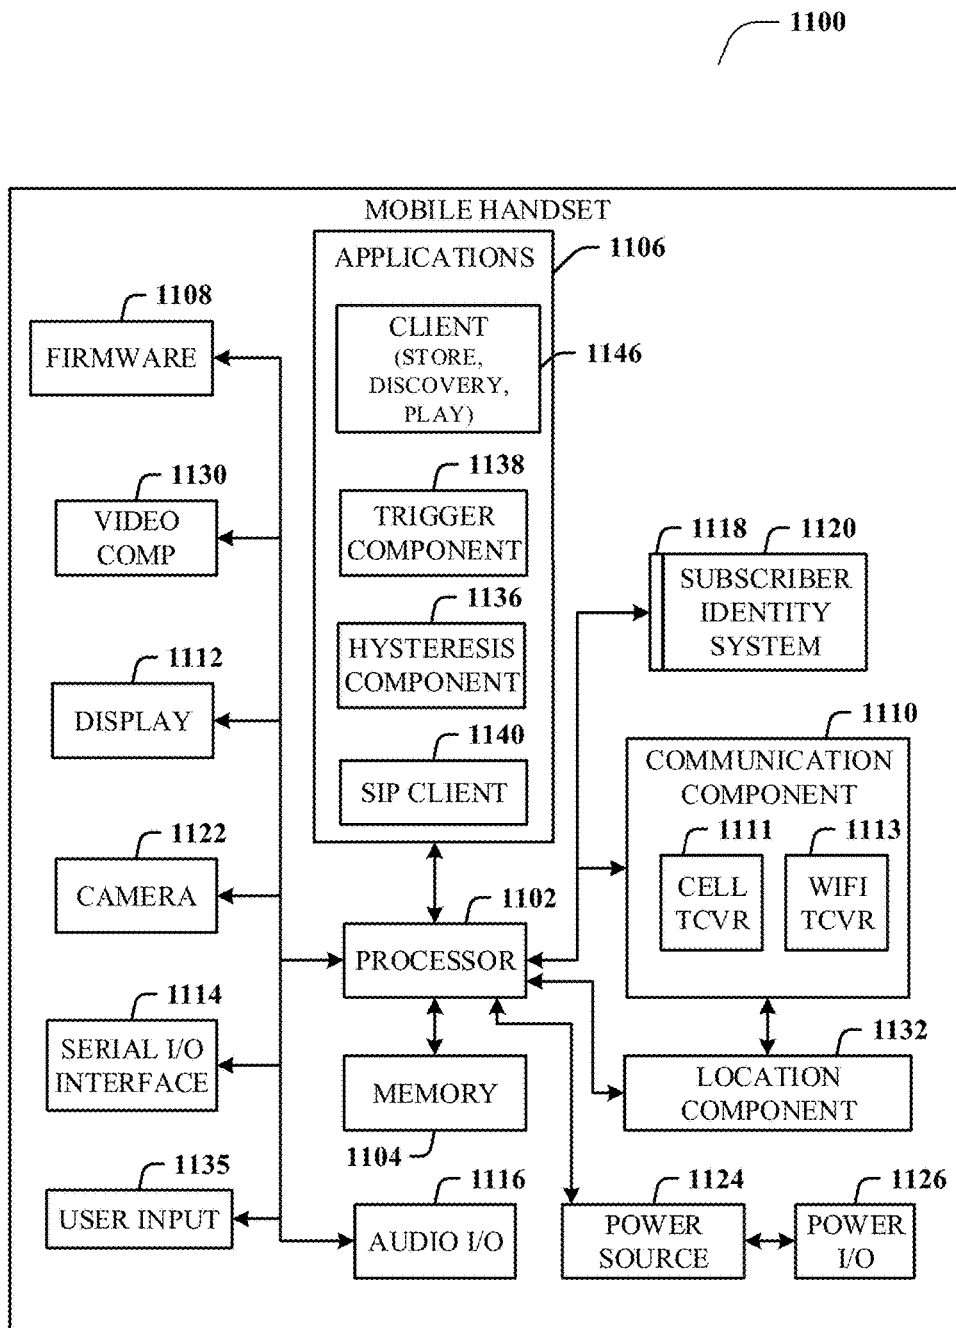 1100
MOBILE HANDSET
APPLICATIONS
1106
CLIENT
(STORE,
DISCOVERY,
PLAY)
1146
1138
TRIGGER
COMPONENT
1136
HYSTERESIS
COMPONENT
1140
SIP CLIENT
1108
FIRMWARE
1130
VIDEO
COMP
1112
DISPLAY
1122
CAMERA
1114
SERIAL I/O
INTERFACE
1135
USER INPUT
1102
PROCESSOR
MEMORY
1104
1116
AUDIO I/O
1118
1120
SUBSCRIBER
IDENTITY
SYSTEM
1110
COMMUNICATION
COMPONENT
1111
CELL
TCVR
1113
WIFI
TCVR
1132
LOCATION
COMPONENT
1124
POWER
SOURCE
1126
POWER
I/O